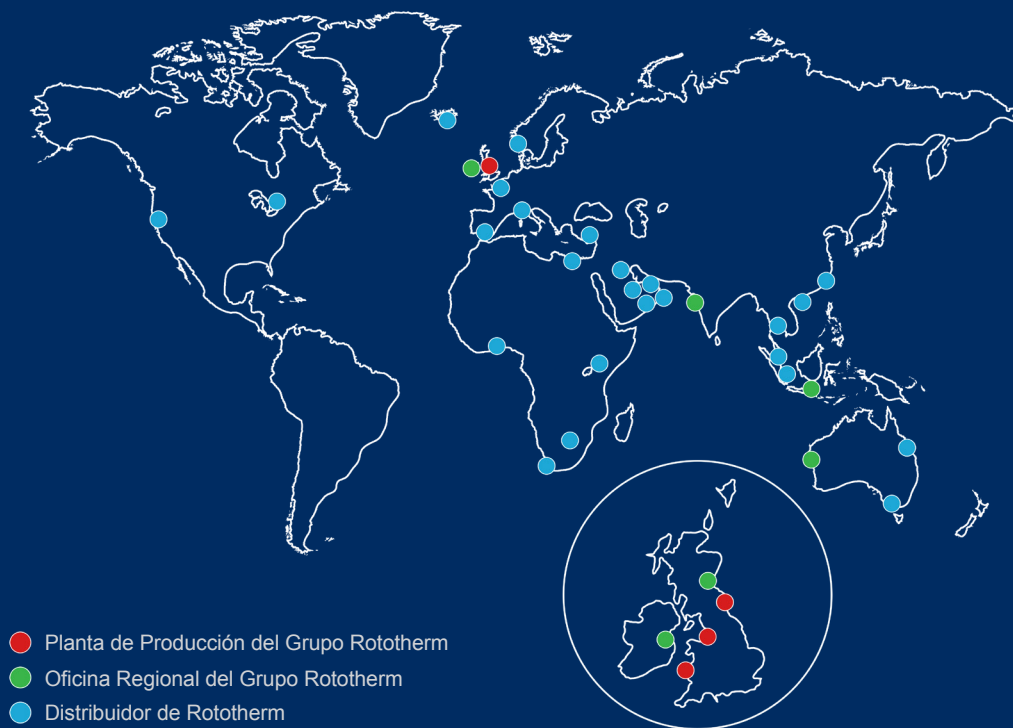 Planta de Producción del Grupo Rototherm
Oficina Regional del Grupo Rototherm
Distribuidor de Rototherm